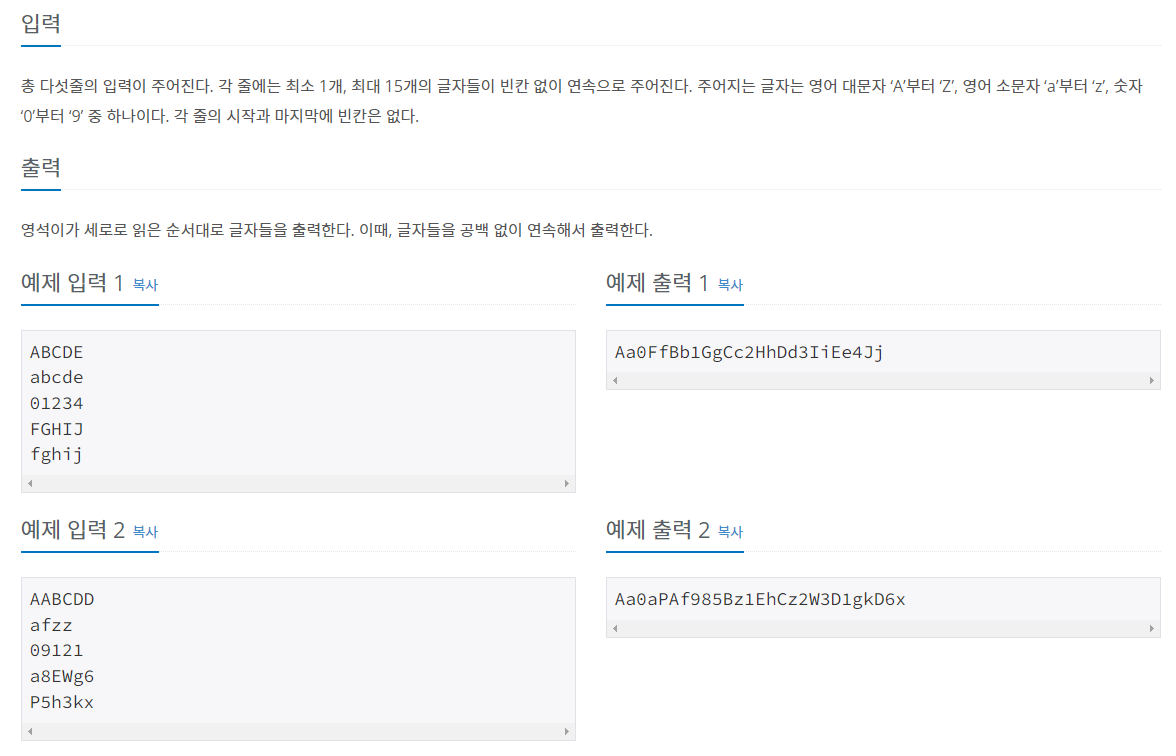 입력
총 다섯줄의 입력이 주어진다. 각 줄에는 최소 1개, 최대 15개의 글자들이 빈칸 없이 연속으로 주어진다. 주어지는 글자는 영어 대문자 ‘A’부터 ‘Z’, 영어 소문자 ‘a’부터 ‘z’, 숫자
‘0’부터 ‘9’ 중 하나이다. 각 줄의 시작과 마지막에 빈칸은 없다.
출력
영석이가 세로로 읽은 순서대로 글자들을 출력한다. 이때, 글자들을 공백 없이 연속해서 출력한다.
예제 입력 1 복사
ABCDE
abcde
01234
FGHIJ
fghij
예제 출력 1 복사
Aa0FfBb1GgCc2HhDd3IiEe4Jj
예제 입력 2 복사
AABCDD
afzz
09121
a8EWg6
P5h3kx
예제 출력 2 복사
Aa0aPAf985Bz1EhCz2W3D1gkD6x